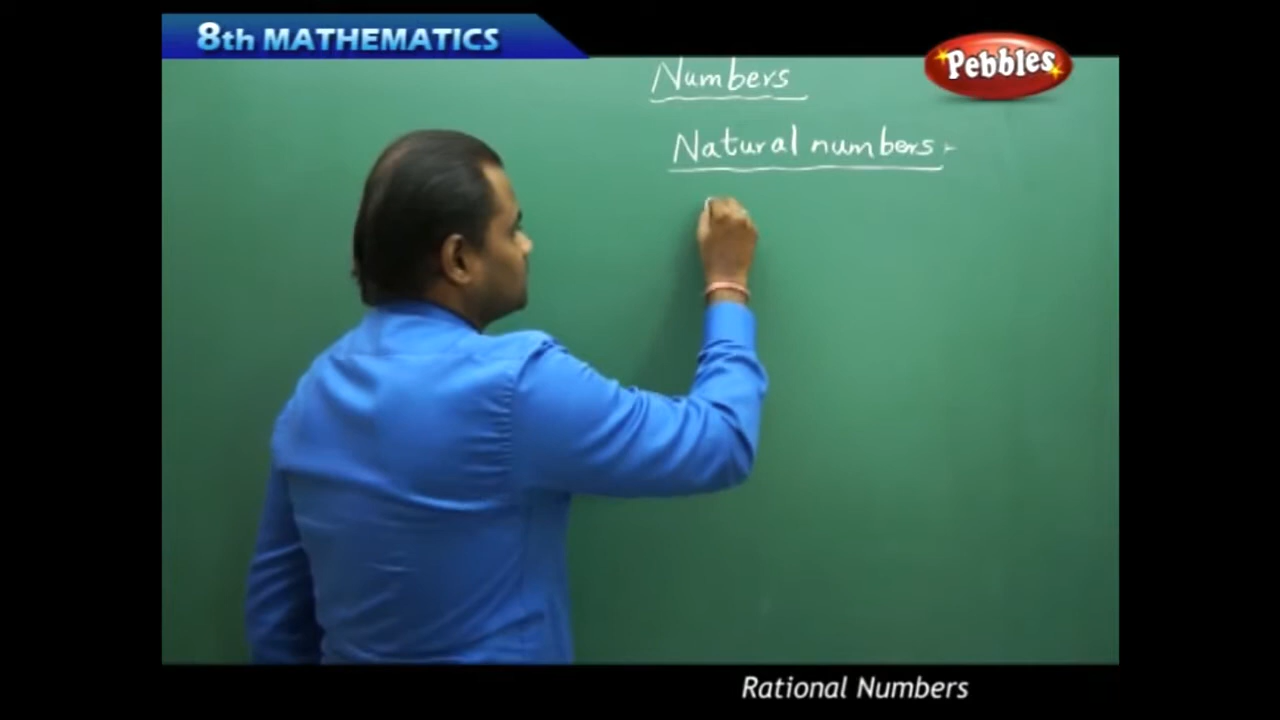 8th MATHEMATICS
Pebbles
Numbers
Natural numbers :-
Rational Numbers